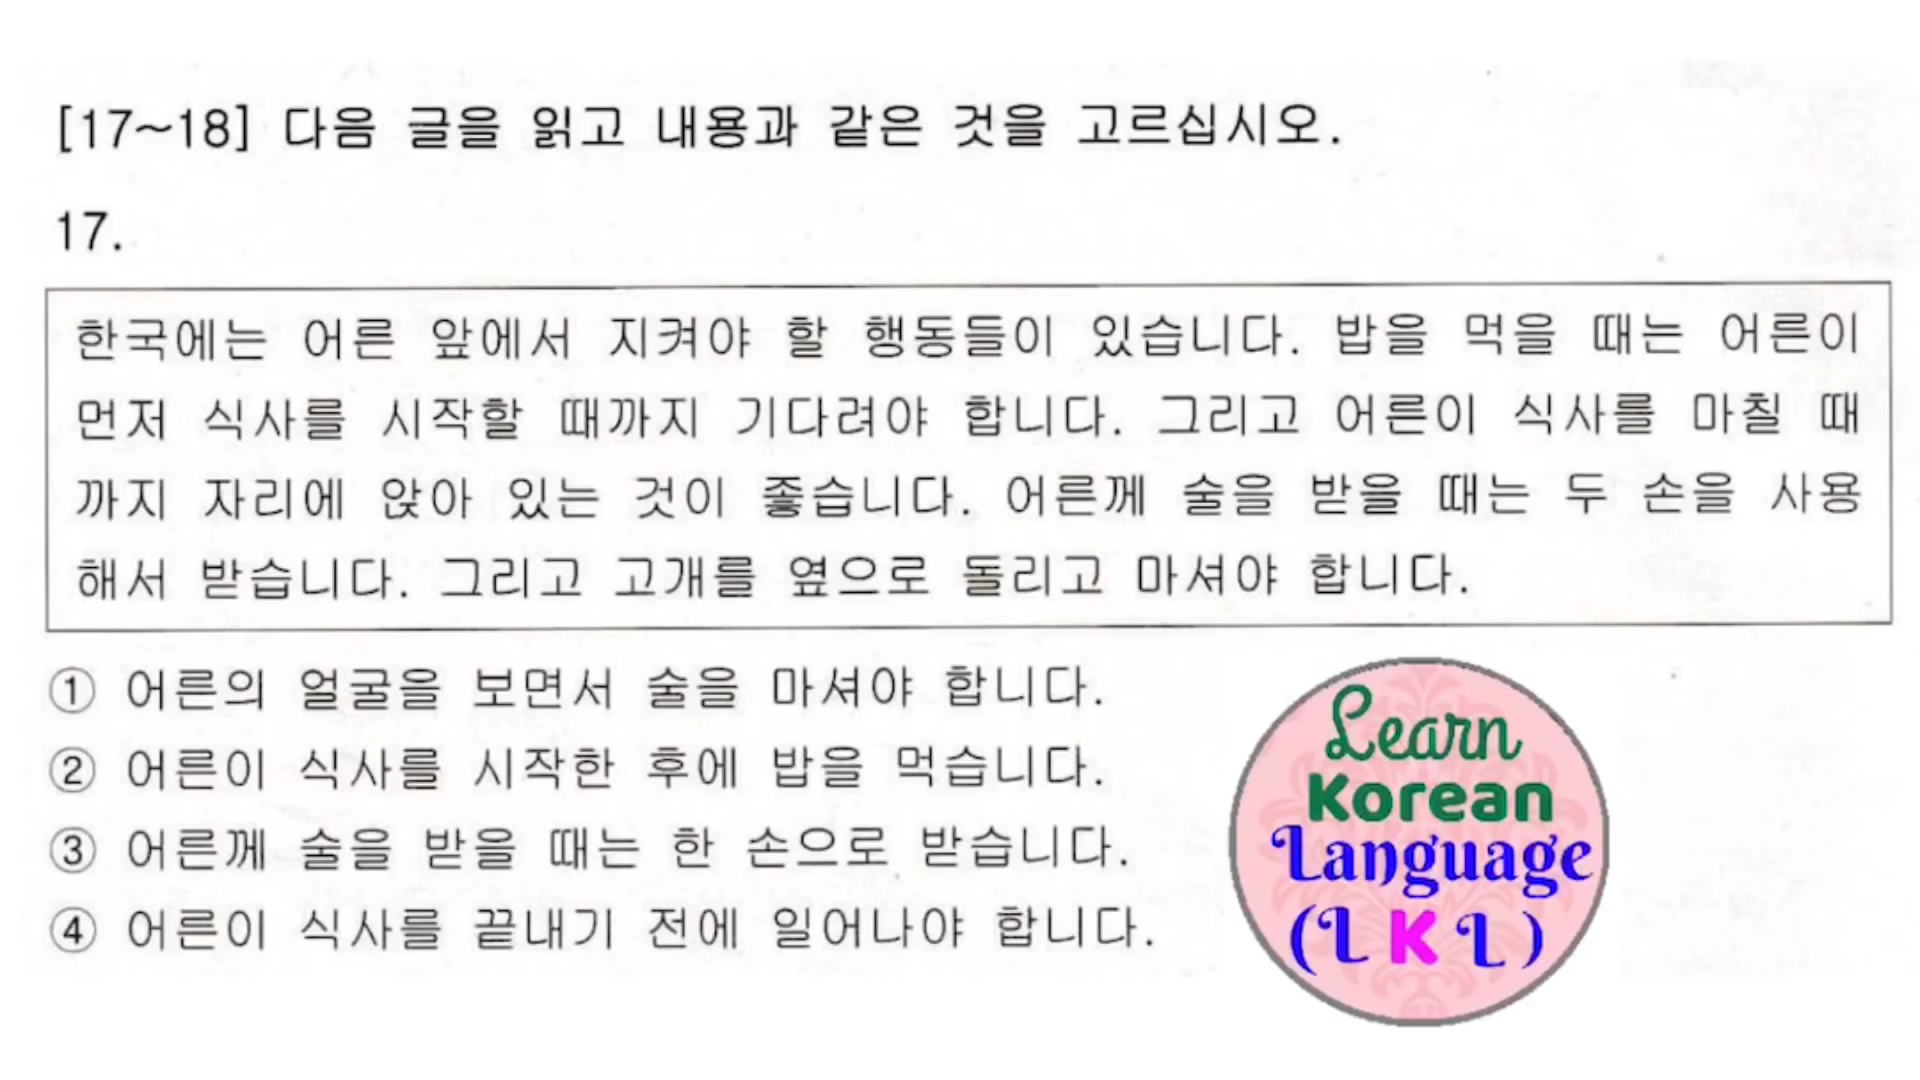 [17~18] 다음 글을 읽고 내용과 같은 것을 고르십시오.
17.
한국에는 어른 앞에서 지켜야 할 행동들이 있습니다. 밥을 먹을 때는 어른이
먼저 식사를 시작할 때까지 기다려야 합니다. 그리고 어른이 식사를 마칠 때
까지 자리에 앉아 있는 것이 좋습니다. 어른께 술을 받을 때는 두 손을 사용
해서 받습니다. 그리고 고개를 옆으로 돌리고 마셔야 합니다.
① 어른의 얼굴을 보면서 술을 마셔야 합니다.
② 어른이 식사를 시작한 후에 밥을 먹습니다.
③ 어른께 술을 받을 때는 한 손으로 받습니다.
④ 어른이 식사를 끝내기 전에 일어나야 합니다.
Learn
Korean
Language
(L K L)